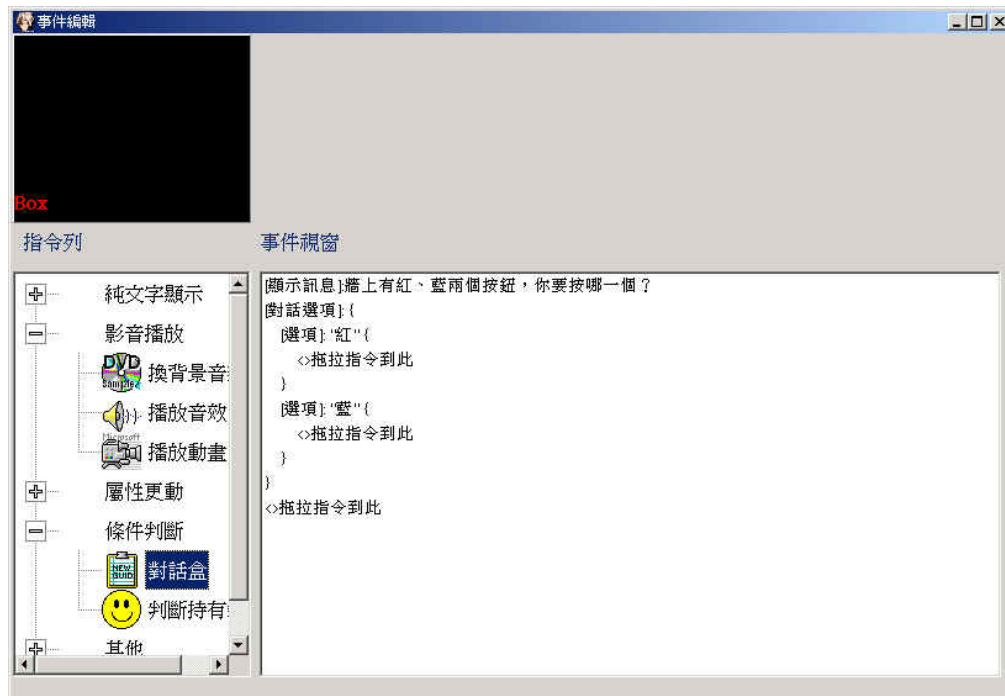 事件編輯
Box
指令列
事件視窗
純文字顯示
影音播放
DVD
Sample2
換背景音
播放音效
Microsoft
播放動畫
屬性更動
條件判斷
NEW
GUID
對話盒
判斷持有
其他
[顯示訊息]:牆上有紅、藍兩個按鈕，你要按哪一個？
[對話選項]: {
[選項]: "紅" {
<>拖拉指令到此
}
[選項]: "藍" {
<>拖拉指令到此
}
}
<>拖拉指令到此